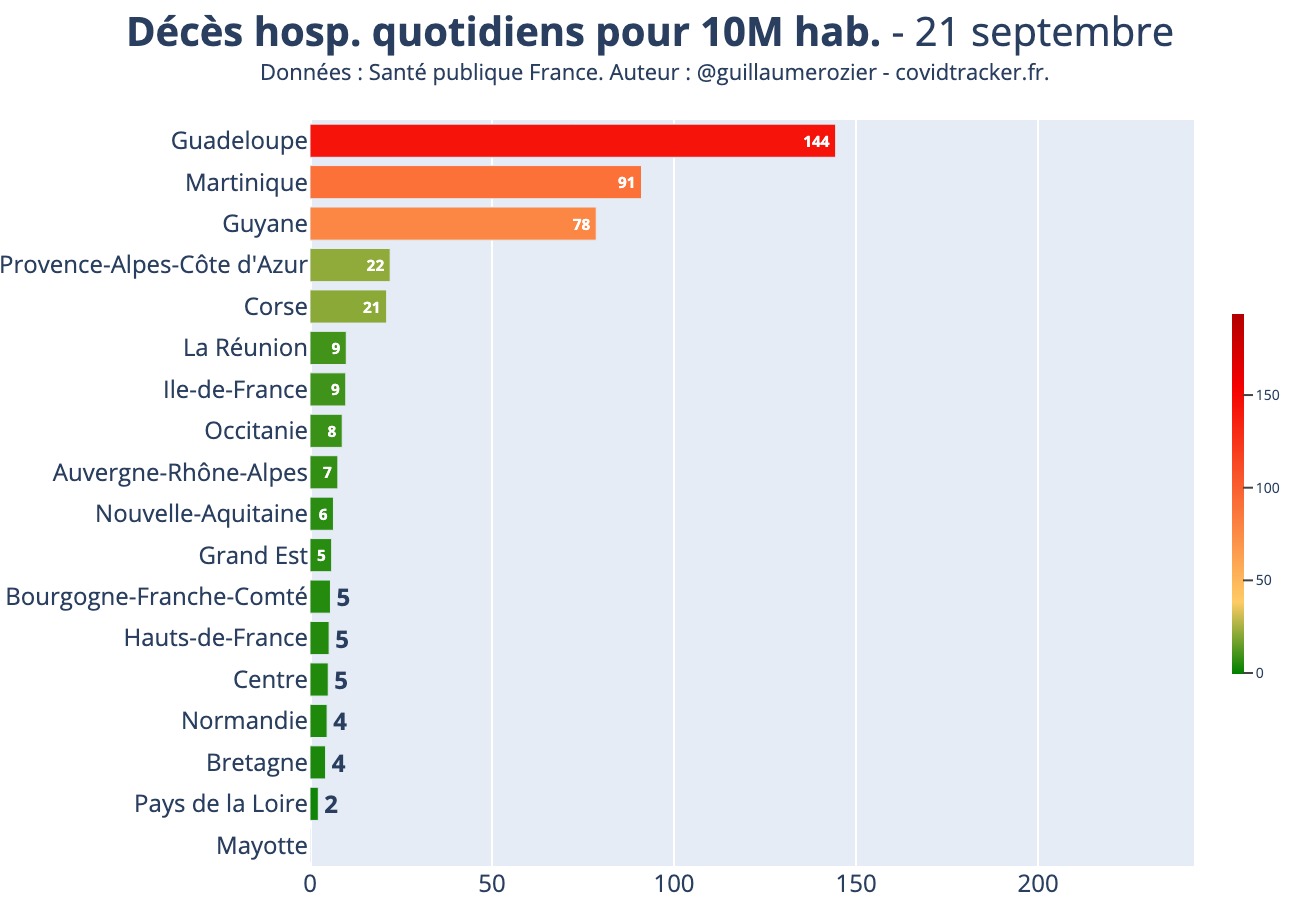 Décès hosp. quotidiens pour 10M hab. - 21 septembre
Données : Santé publique France. Auteur : @guillaumerozier - covidtracker.fr.
Guadeloupe 144
Martinique 91
Guyane 78
Provence-Alpes-Côte d'Azur 22
Corse 21
La Réunion 9
Ile-de-France 9
Occitanie 8
Auvergne-Rhône-Alpes 7
Nouvelle-Aquitaine 6
Grand Est 5
Bourgogne-Franche-Comté 5
Hauts-de-France 5
Centre 5
Normandie 4
Bretagne 4
Pays de la Loire 2
Mayotte
0 50 100 150 200
150
100
50
0